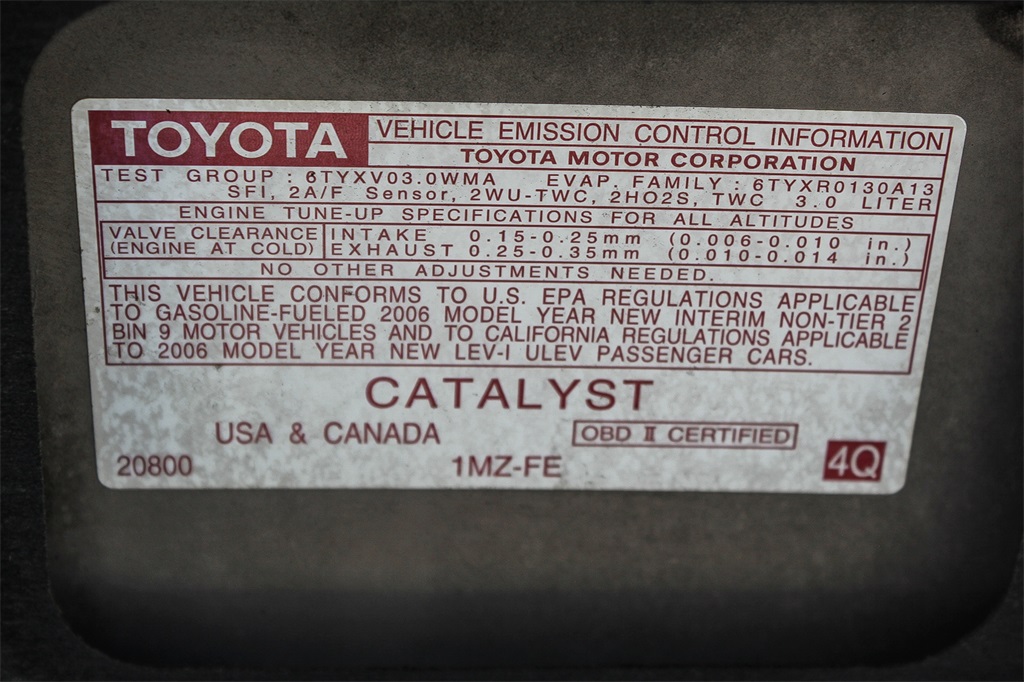 TOYOTA VEHICLE EMISSION CONTROL INFORMATION
TOYOTA MOTOR CORPORATION
TEST GROUP : 6TYXV03.0WMA EVAP. FAMILY : 6TYXR0130A13
SFI, 2A/F Sensor, 2WU-TWC, 2HO2S, TWC 3.0 LITER
ENGINE TUNE-UP SPECIFICATIONS FOR ALL ALTITUDES
VALVE CLEARANCE INTAKE 0.15-0.25mm (0.006-0.010 in.)
(ENGINE AT COLD) EXHAUST 0.25-0.35mm (0.010-0.014 in.)
NO OTHER ADJUSTMENTS NEEDED.
THIS VEHICLE CONFORMS TO U.S. EPA REGULATIONS APPLICABLE
TO GASOLINE-FUELED 2006 MODEL YEAR NEW INTERIM NON-TIER 2
BIN 9 MOTOR VEHICLES AND TO CALIFORNIA REGULATIONS APPLICABLE
TO 2006 MODEL YEAR NEW LEV-I ULEV PASSENGER CARS.
CATALYST
USA & CANADA OBD II CERTIFIED
20800 1MZ-FE 4Q